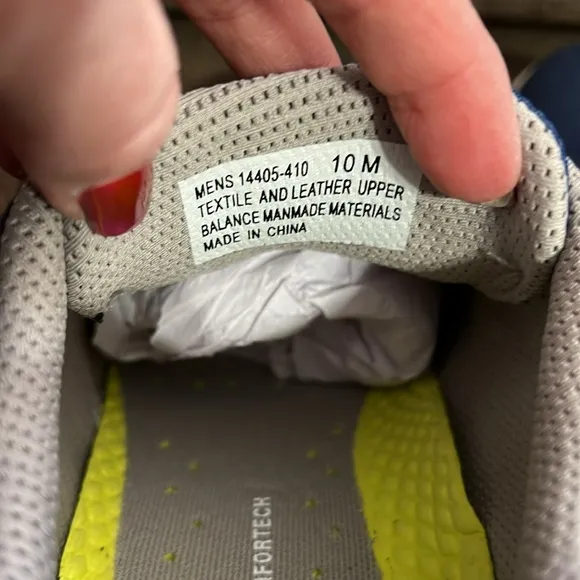 MENS 14405-410 10 M
TEXTILE AND LEATHER UPPER
BALANCE MANMADE MATERIALS
MADE IN CHINA